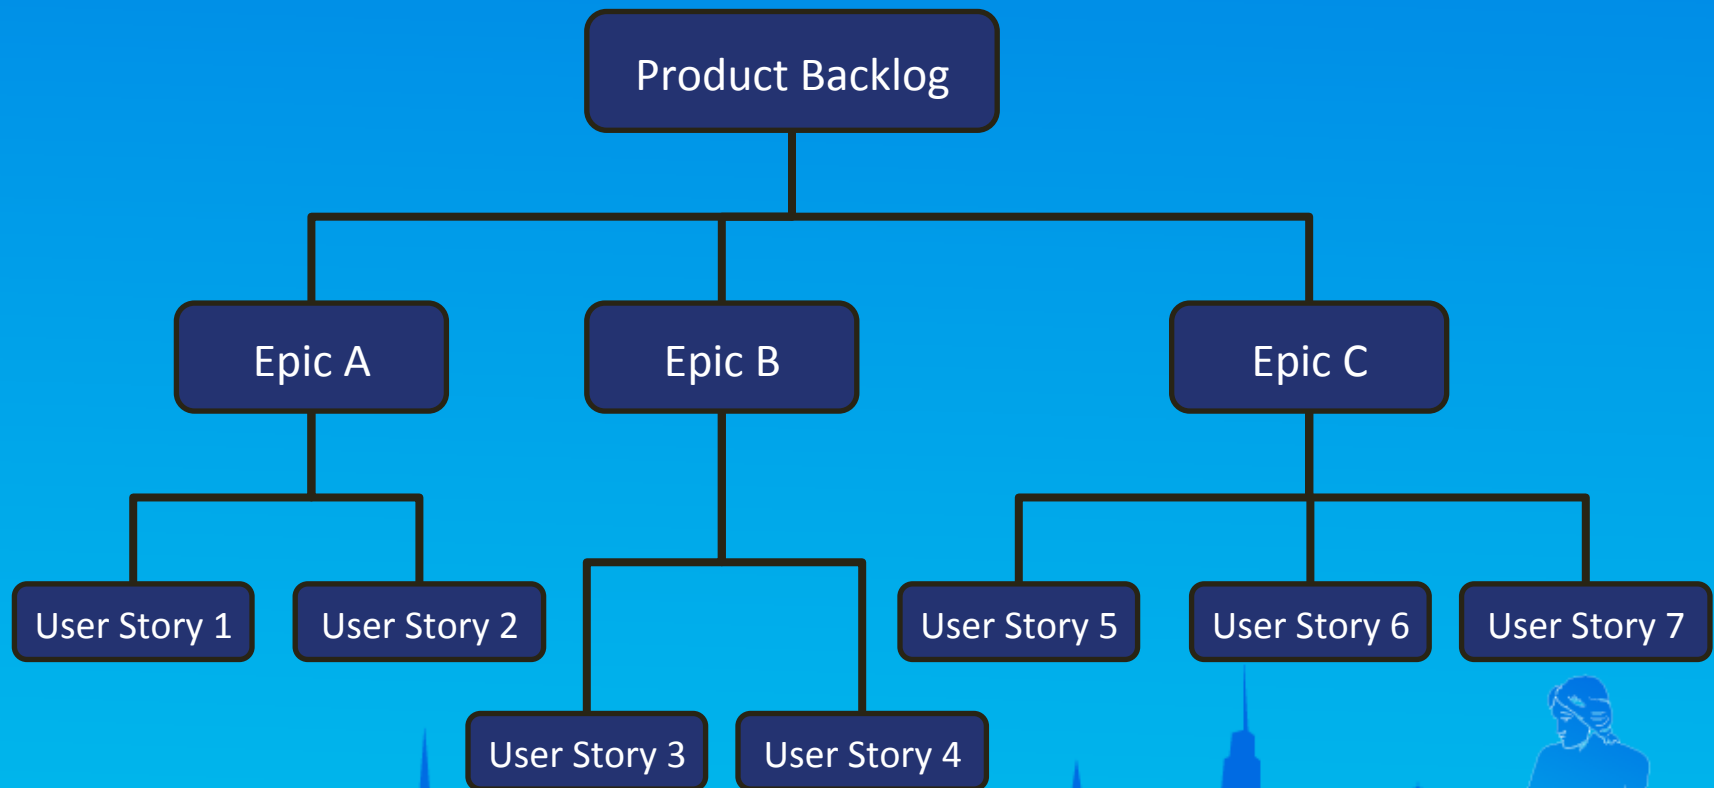 Product Backlog
Epic A
Epic B
Epic C
User Story 1
User Story 2
User Story 5
User Story 6
User Story 7
User Story 3
User Story 4